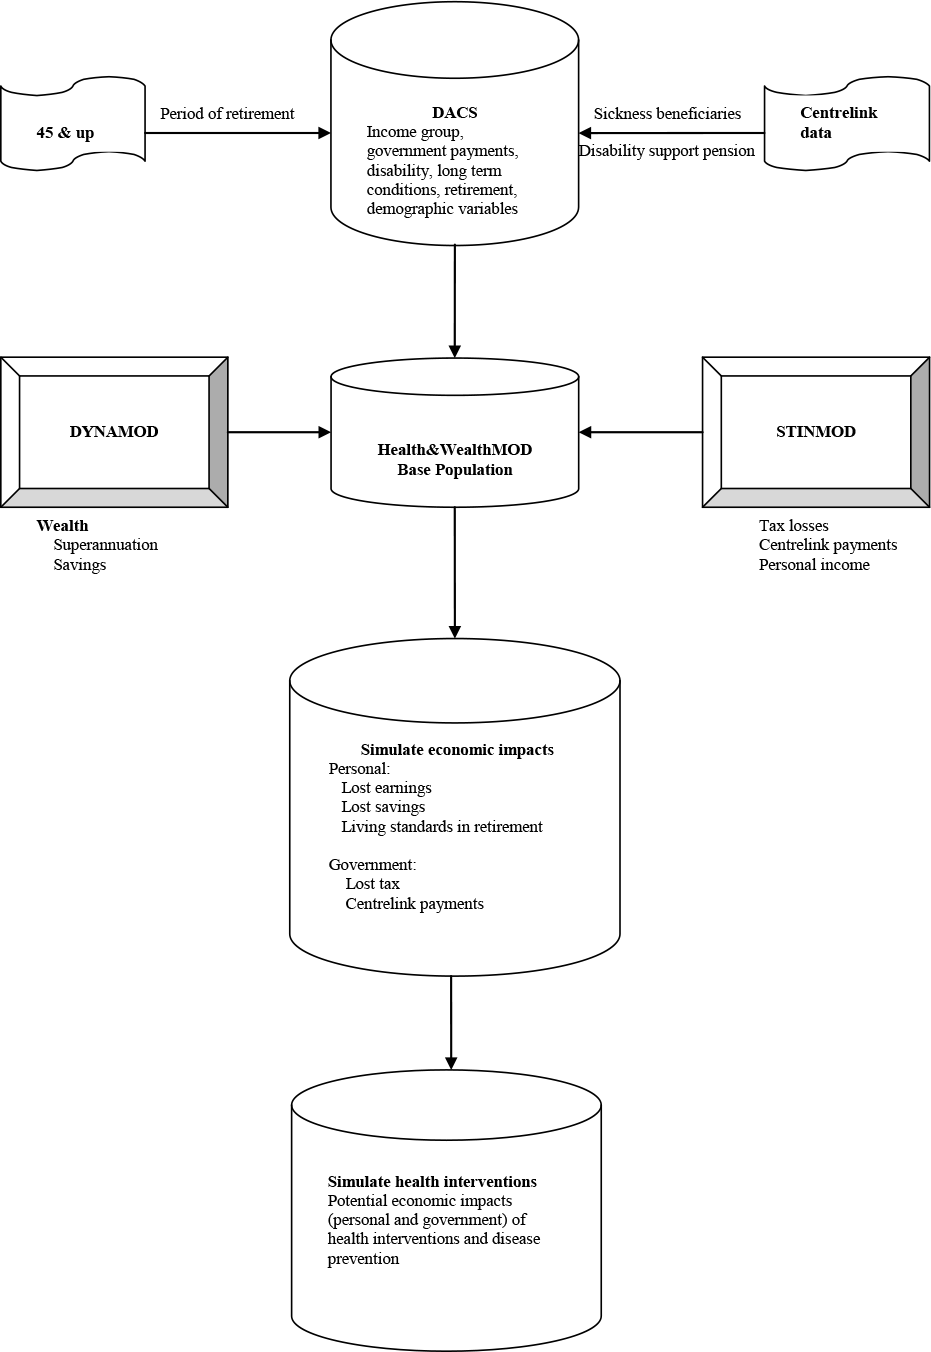 45 & up
Period of retirement
DACS
Income group,
government payments,
disability, long term
conditions, retirement,
demographic variables
Sickness beneficiaries
Disability support pension
Centrelink
data
DYNAMOD
Wealth
Superannuation
Savings
Health&WealthMOD
Base Population
STINMOD
Tax losses
Centrelink payments
Personal income
Simulate economic impacts
Personal:
Lost earnings
Lost savings
Living standards in retirement
Government:
Lost tax
Centrelink payments
Simulate health interventions
Potential economic impacts
(personal and government) of
health interventions and disease
prevention